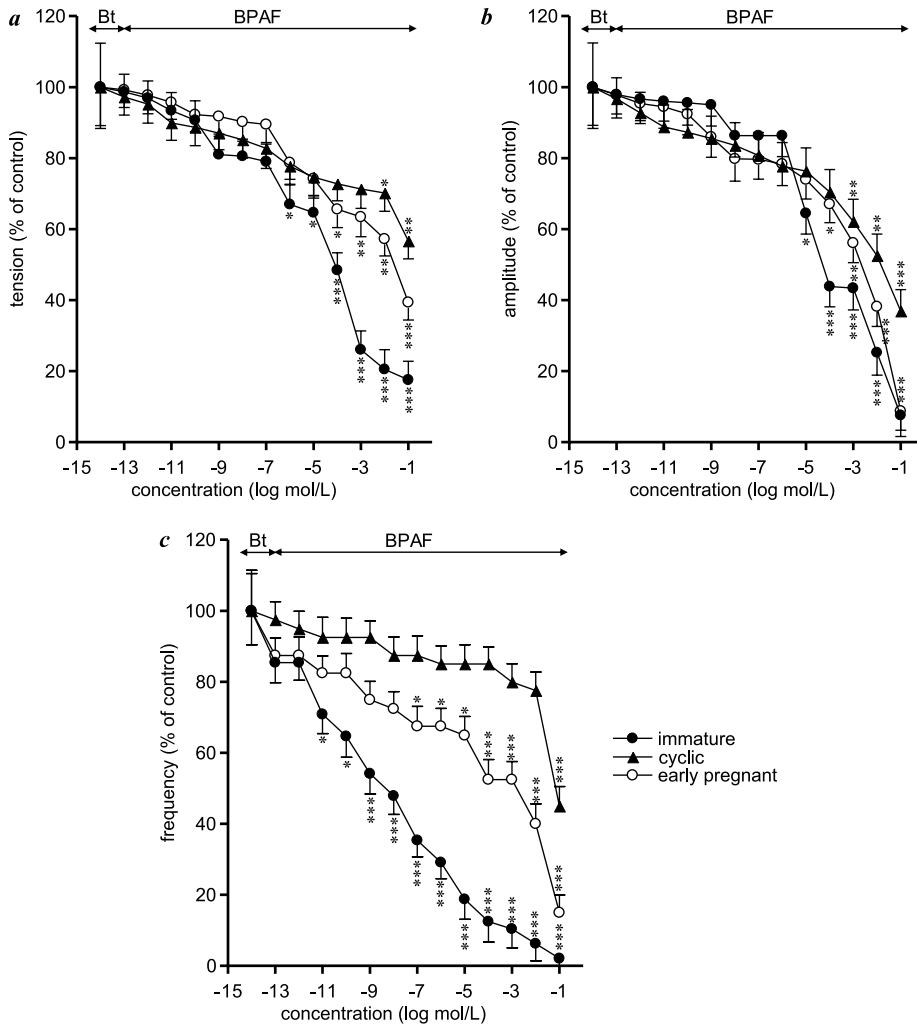 a
Bt
BPAF
120
100
80
60
40
20
0
tension (% of control)
* * * ** ** *** *** *** *** *** * **
-15 -13 -11 -9 -7 -5 -3 -1
concentration (log mol/L)
b
Bt
BPAF
120
100
80
60
40
20
0
amplitude (% of control)
* *** *** *** *** * *** *** ** ** ***
-15 -13 -11 -9 -7 -5 -3 -1
concentration (log mol/L)
c
Bt
BPAF
120
100
80
60
40
20
0
frequency (% of control)
* * *** *** *** *** *** *** *** *** *** * * * *** *** *** *** ***
-15 -13 -11 -9 -7 -5 -3 -1
concentration (log mol/L)
immature
cyclic
early pregnant